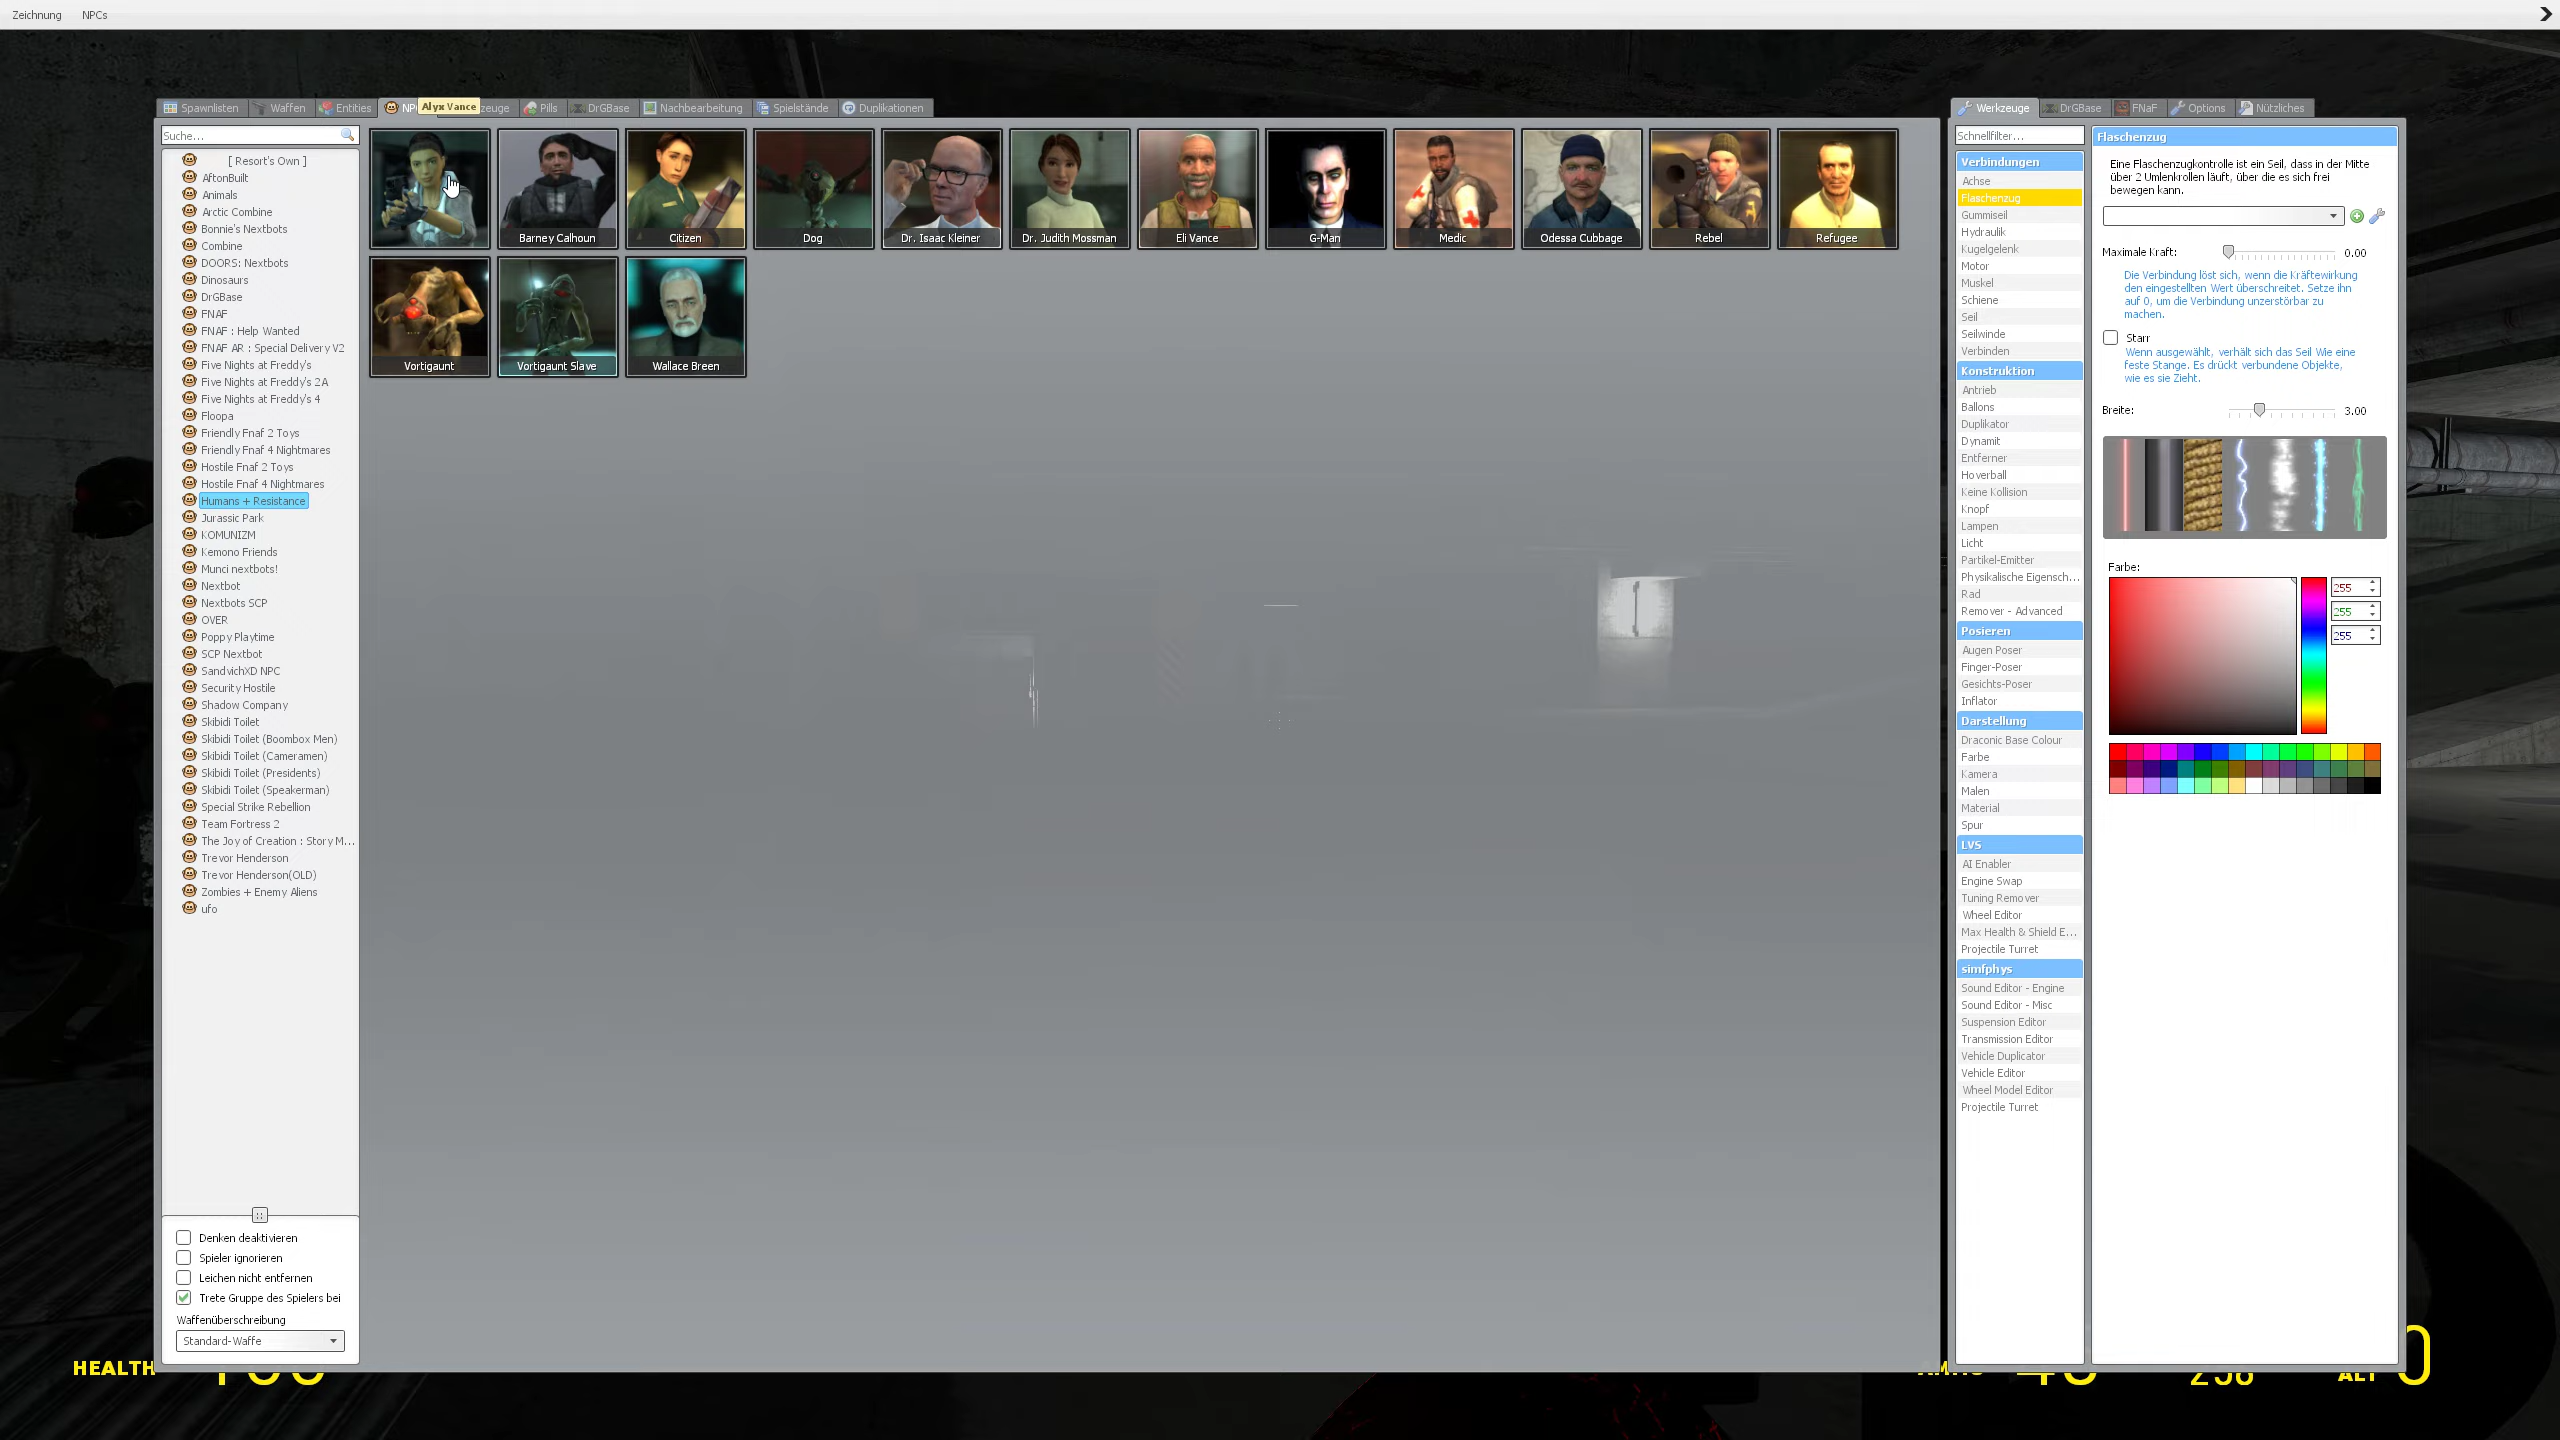 Zeichnung NPCs
Spawnlisten Waffen Entities Alyx Vance Pills DrGBase Nachbearbeitung Spielstände Duplikationen
Suche...
[ Resort's Own ]
AftonBuilt
Animals
Arctic Combine
Bonnie's Nextbots
Combine
DOORS: Nextbots
Dinosaurs
DrGBase
FNAF
FNAF : Help Wanted
FNAF AR : Special Delivery V2
Five Nights at Freddy's
Five Nights at Freddy's 2A
Five Nights at Freddy's 4
Floopa
Friendly Fnaf 2 Toys
Friendly Fnaf 4 Nightmares
Hostile Fnaf 2 Toys
Hostile Fnaf 4 Nightmares
Humans + Resistance
Jurassic Park
KOMUNIZM
Kemono Friends
Munci nextbots!
Nextbot
Nextbots SCP
OVER
Poppy Playtime
SCP Nextbot
SandvichXD NPC
Security Hostile
Shadow Company
Skibidi Toilet
Skibidi Toilet (Boombox Men)
Skibidi Toilet (Cameramen)
Skibidi Toilet (Presidents)
Skibidi Toilet (Speakerman)
Special Strike Rebellion
Team Fortress 2
The Joy of Creation : Story M...
Trevor Henderson
Trevor Henderson(OLD)
Zombies + Enemy Aliens
ufo
Denken deaktivieren
Spieler ignorieren
Leichen nicht entfernen
Trete Gruppe des Spielers bei
Waffenüberschreibung
Standard-Waffe
Barney Calhoun Citizen Dog Dr. Isaac Kleiner Dr. Judith Mossman Eli Vance G-Man Medic Odessa Cubbage Rebel Refugee
Vortigaunt Vortigaunt Slave Wallace Breen
Werkzeuge DrGBase FNaF Options Nützliches
Schnellfilter...
Verbindungen
Achse
Flaschenzug
Gummiseil
Hydraulik
Kugelgelenk
Motor
Muskel
Schiene
Seil
Seilwinde
Verbinden
Konstruktion
Antrieb
Ballons
Duplikator
Dynamit
Entferner
Hoverball
Keine Kollision
Knopf
Lampen
Licht
Partikel-Emitter
Physikalische Eigensch...
Rad
Remover - Advanced
Posieren
Augen Poser
Finger-Poser
Gesichts-Poser
Inflator
Darstellung
Draconic Base Colour
Farbe
Kamera
Malen
Material
Spur
LVS
AI Enabler
Engine Swap
Tuning Remover
Wheel Editor
Max Health & Shield E...
Projectile Turret
simfphys
Sound Editor - Engine
Sound Editor - Misc
Suspension Editor
Transmission Editor
Vehicle Duplicator
Vehicle Editor
Wheel Model Editor
Projectile Turret
Flaschenzug
Eine Flaschenzugkontrolle ist ein Seil, dass in der Mitte
über 2 Umlenkrollen läuft, über die es sich frei
bewegen kann.
Maximale Kraft: 0.00
Die Verbindung löst sich, wenn die Kräftewirkung
den eingestellten Wert überschreitet. Setze ihn
auf 0, um die Verbindung unzerstörbar zu
machen.
Starr
Wenn ausgewählt, verhält sich das Seil Wie eine
feste Stange. Es drückt verbundene Objekte,
wie es sie Zieht.
Breite: 3.00
Farbe:
255
255
255
HEALTH